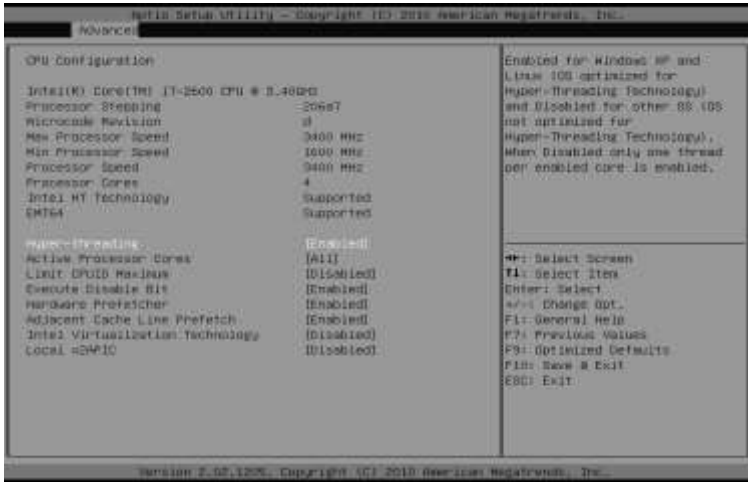 Aptio Setup Utility - Copyright (C) 2010 American Megatrends, Inc.
Advanced
CPU Configuration
Intel(R) Core(TM) i7-2600 CPU @ 3.40GHz
Processor Stepping 206a7
Microcode Revision
Max Processor Speed 3400 MHz
Min Processor Speed 1600 MHz
Processor Speed 3400 MHz
Processor Cores 4
Intel HT Technology Supported
EMT64 Supported
Hyper-threading [Enabled]
Active Processor Cores [All]
Limit CPUID Maximum [Disabled]
Execute Disable Bit [Enabled]
Hardware Prefetcher [Enabled]
Adjacent Cache Line Prefetch [Enabled]
Intel Virtualization Technology [Disabled]
Local x2APIC [Disabled]
Enabled for Windows XP and
Linux (OS optimized for
Hyper-Threading Technology)
and Disabled for other OS (OS
not optimized for
Hyper-Threading Technology).
When Disabled only one thread
per enabled core is enabled.
→←: Select Screen
↑↓: Select Item
Enter: Select
+/-: Change Opt.
F1: General Help
F7: Previous Values
F9: Optimized Defaults
F10: Save & Exit
ESC: Exit
Version 2.02.1205. Copyright (C) 2010 American Megatrends, Inc.